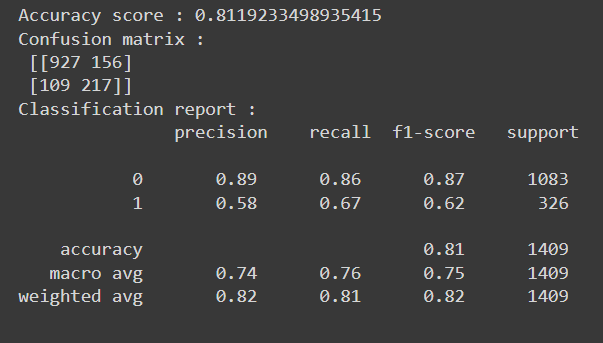 Accuracy score : 0.8119233498935415
Confusion matrix :
[[927 156]
[109 217]]
Classification report :
precision recall f1-score support
0 0.89 0.86 0.87 1083
1 0.58 0.67 0.62 326
accuracy 0.81 1409
macro avg 0.74 0.76 0.75 1409
weighted avg 0.82 0.81 0.82 1409